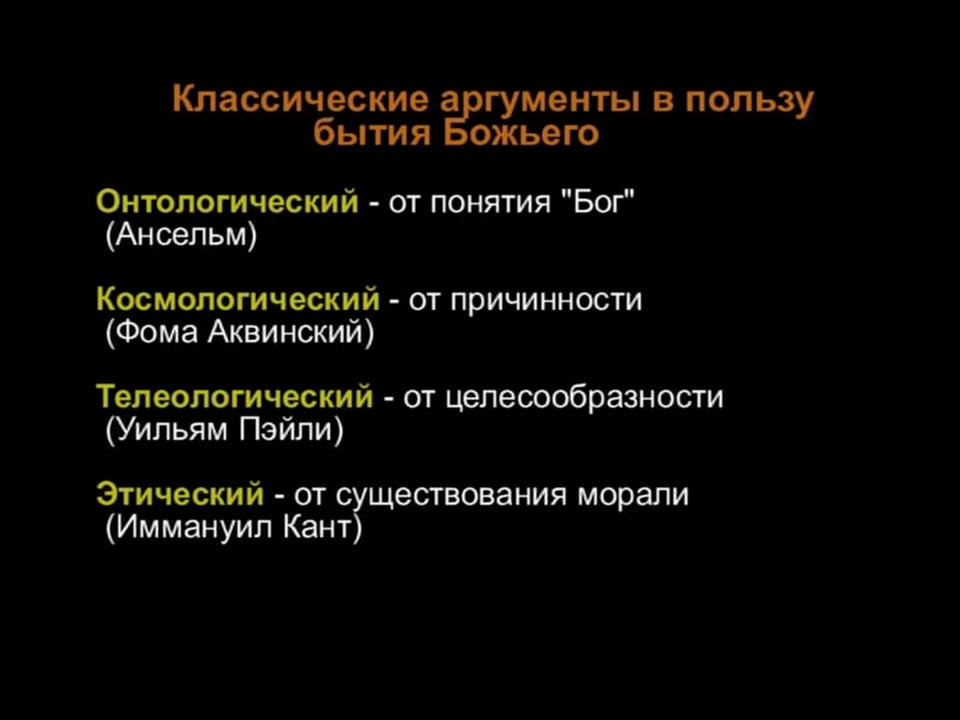 Классические аргументы в пользу
бытия Божьего
Онтологический - от понятия "Бог"
(Ансельм)
Космологический - от причинности
(Фома Аквинский)
Телеологический - от целесообразности
(Уильям Пэйли)
Этический - от существования морали
(Иммануил Кант)